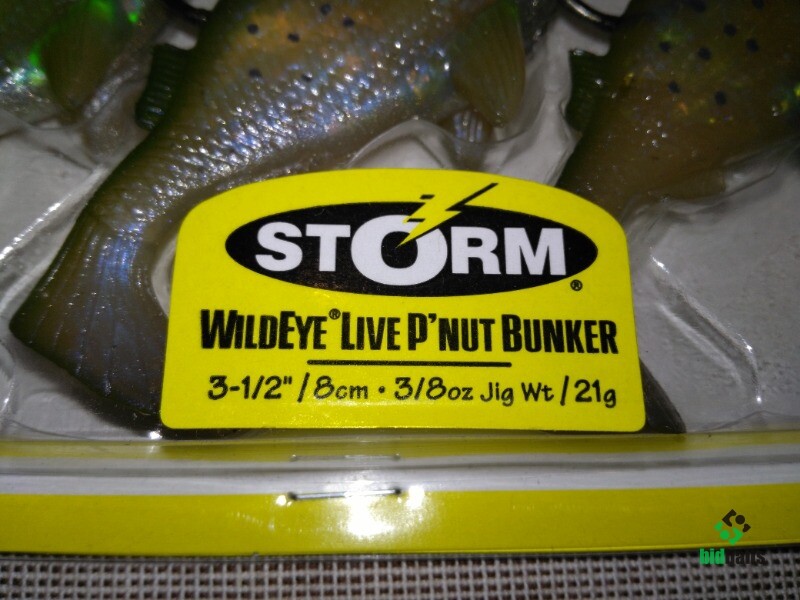 STORM®
WILDEYE® LIVE P'NUT BUNKER
3-1/2" / 8cm · 3/8oz Jig Wt / 21g